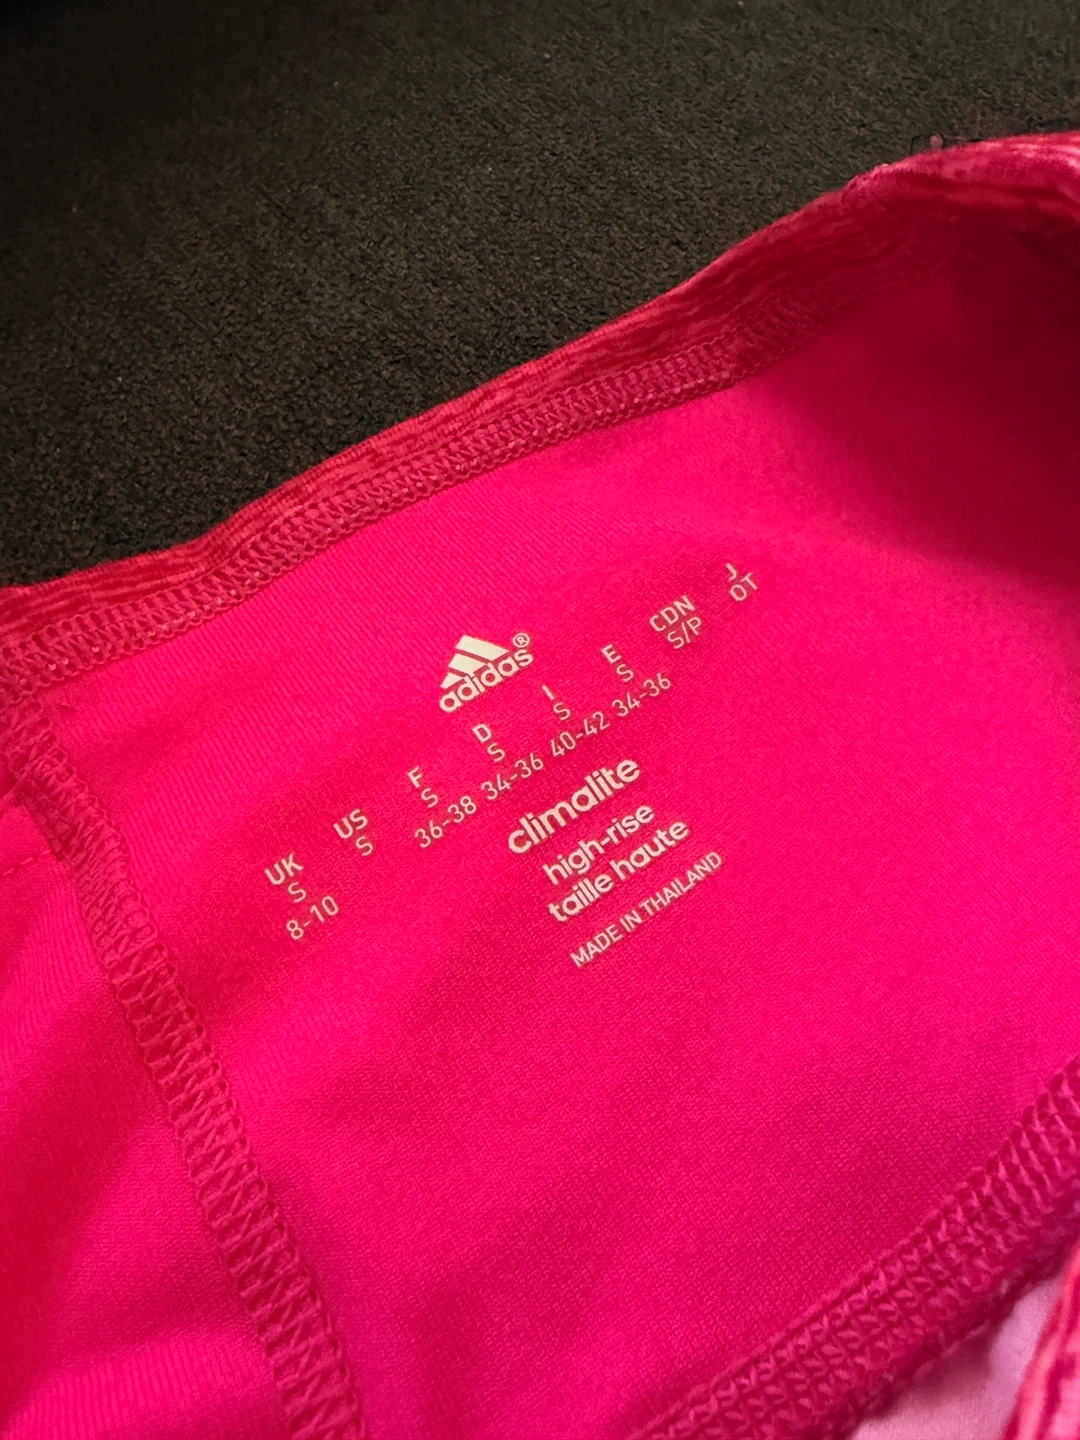 adidas®
UK US F D I E CDN J
S S S S S S S/P OT
8-10 36-38 34-36 40-42 34-36
climalite
high-rise
taille haute
MADE IN THAILAND